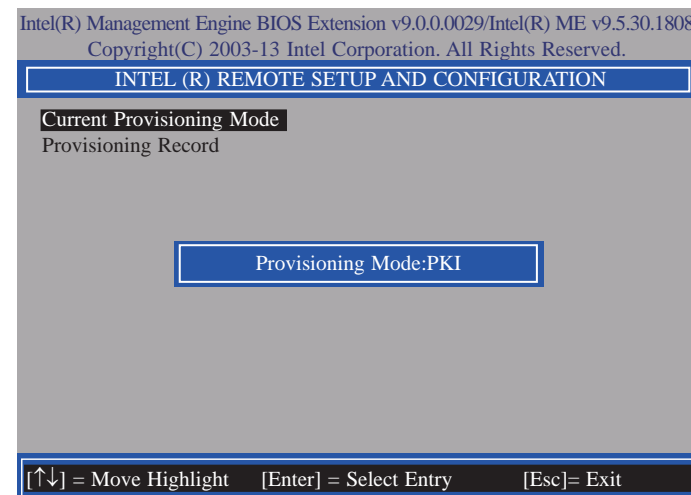 Intel(R) Management Engine BIOS Extension v9.0.0.0029/Intel(R) ME v9.5.30.1808
Copyright(C) 2003-13 Intel Corporation. All Rights Reserved.
INTEL (R) REMOTE SETUP AND CONFIGURATION
Current Provisioning Mode
Provisioning Record
Provisioning Mode:PKI
[↑↓] = Move Highlight [Enter] = Select Entry [Esc]= Exit